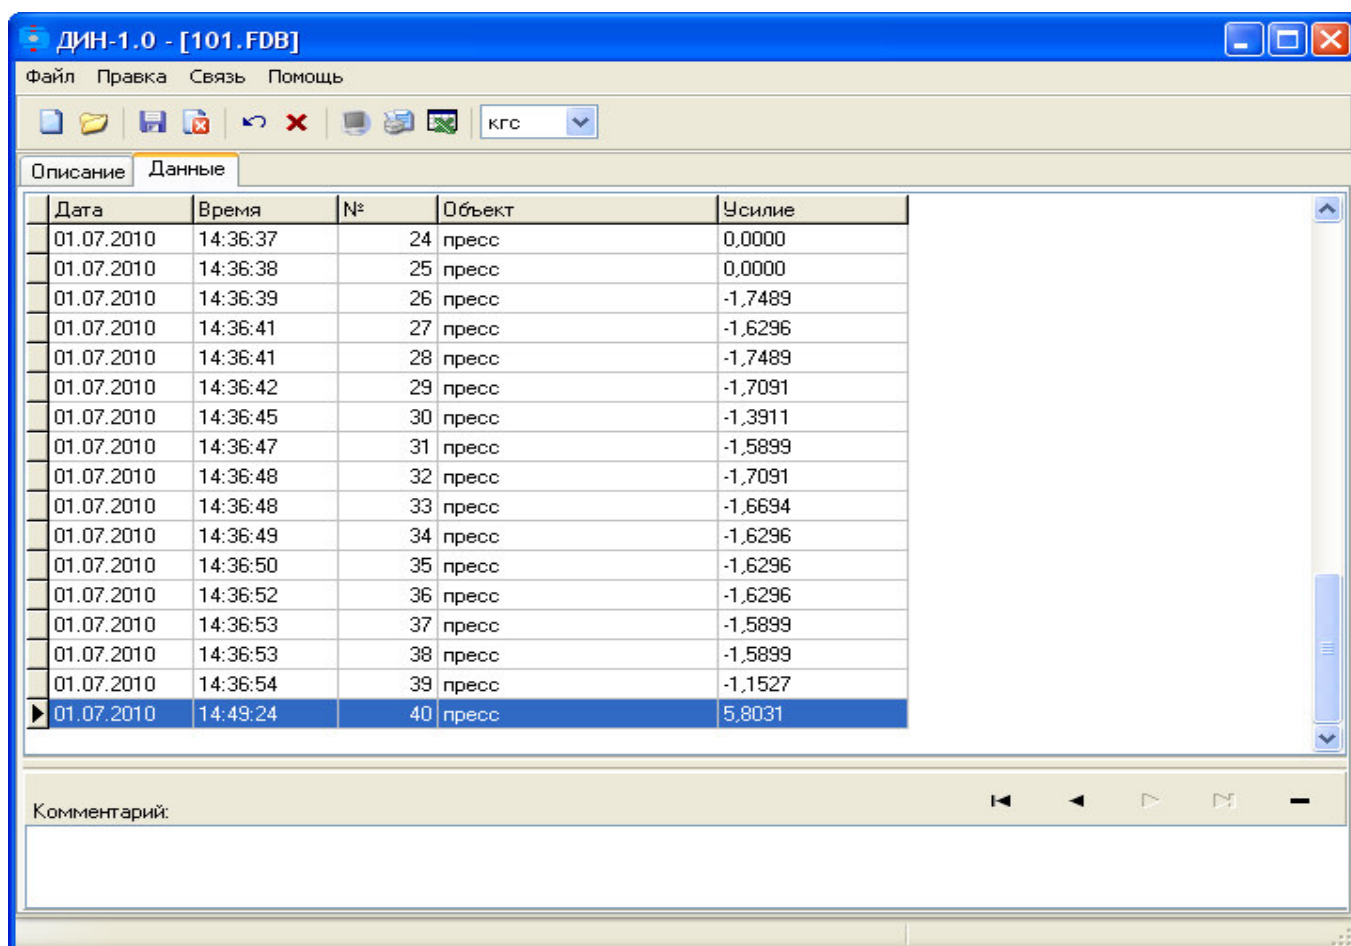 ДИН-1.0 - [101.FDB]
Файл Правка Связь Помощь
кгс
Описание Данные
Дата Время № Объект Усилие
01.07.2010 14:36:37 24 пресс 0,0000
01.07.2010 14:36:38 25 пресс 0,0000
01.07.2010 14:36:39 26 пресс -1,7489
01.07.2010 14:36:41 27 пресс -1,6296
01.07.2010 14:36:41 28 пресс -1,7489
01.07.2010 14:36:42 29 пресс -1,7091
01.07.2010 14:36:45 30 пресс -1,3911
01.07.2010 14:36:47 31 пресс -1,5899
01.07.2010 14:36:48 32 пресс -1,7091
01.07.2010 14:36:48 33 пресс -1,6694
01.07.2010 14:36:49 34 пресс -1,6296
01.07.2010 14:36:50 35 пресс -1,6296
01.07.2010 14:36:52 36 пресс -1,6296
01.07.2010 14:36:53 37 пресс -1,5899
01.07.2010 14:36:53 38 пресс -1,5899
01.07.2010 14:36:54 39 пресс -1,1527
01.07.2010 14:49:24 40 пресс 5,8031
Комментарий: